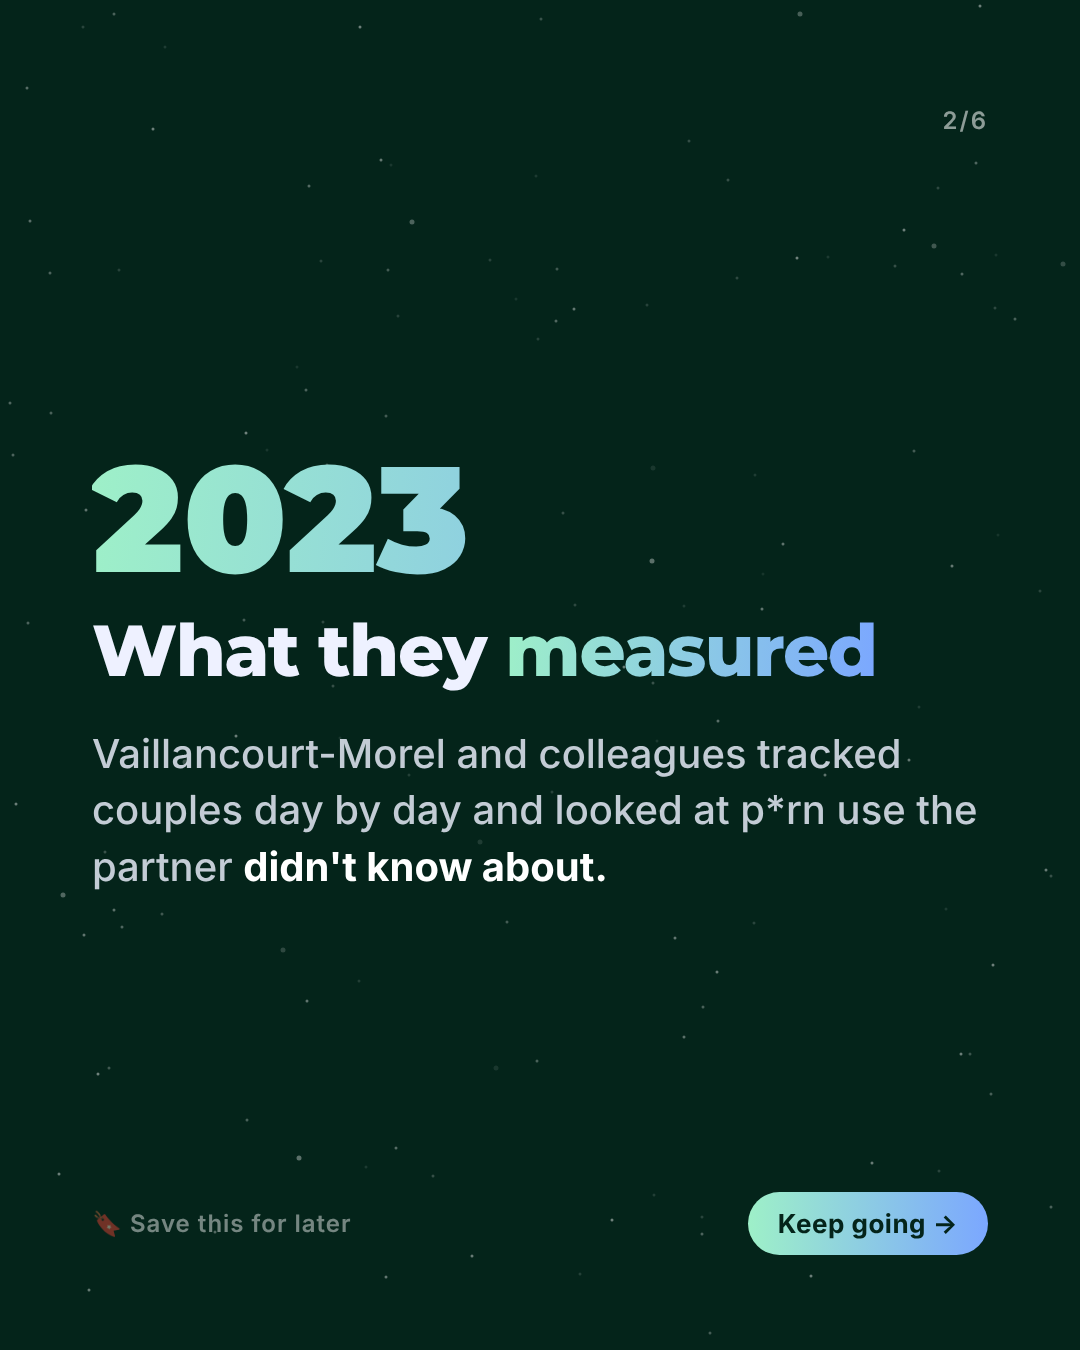 2/6
2023
What they measured
Vaillancourt-Morel and colleagues tracked
couples day by day and looked at p*rn use the
partner didn't know about.
Save this for later
Keep going →